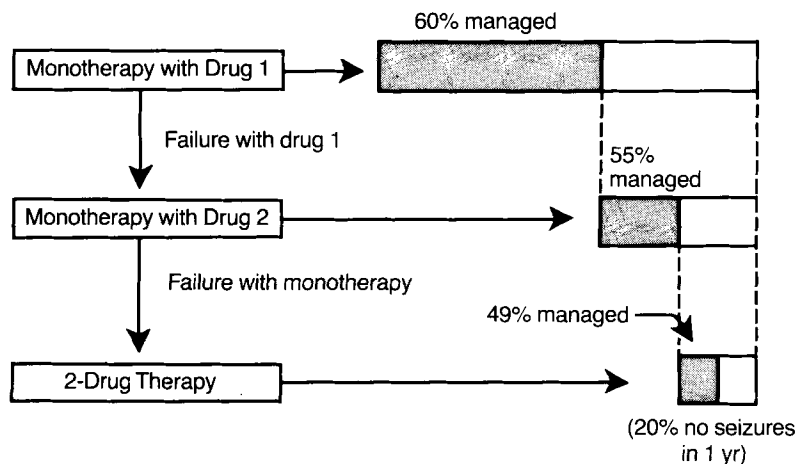 60% managed
Monotherapy with Drug 1
Failure with drug 1
55%
managed
Monotherapy with Drug 2
Failure with monotherapy
49% managed
2-Drug Therapy
(20% no seizures
in 1 yr)